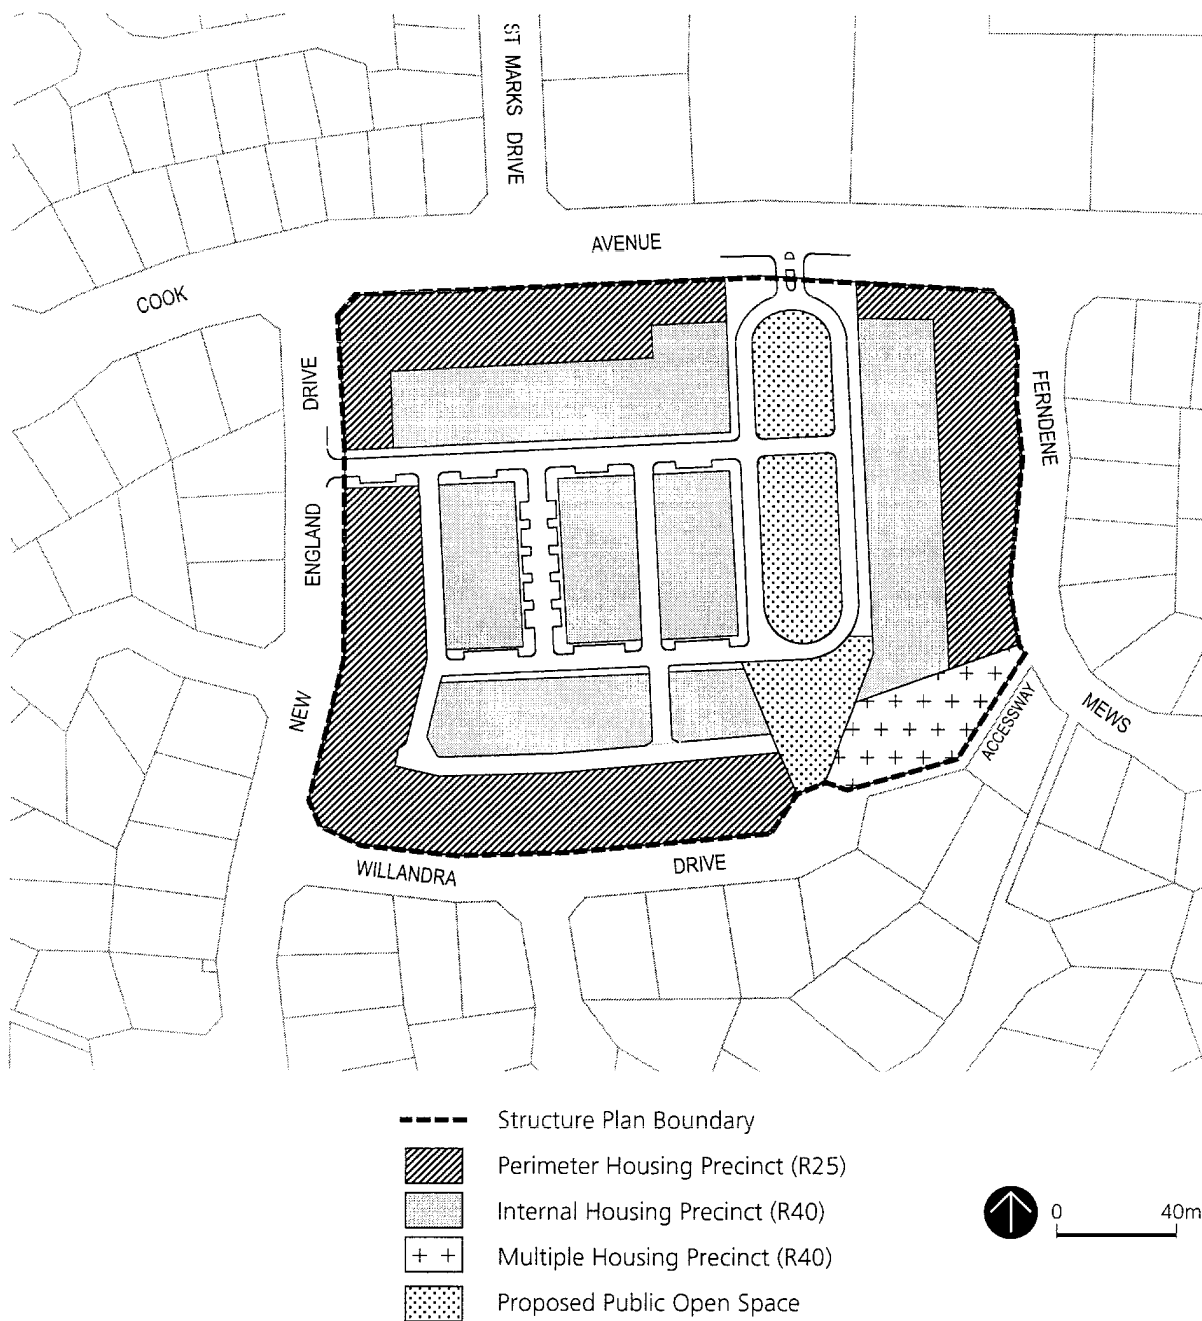 ST MARKS DRIVE
AVENUE
COOK
DRIVE
FERNDENE
ENGLAND
NEW
ACCESSWAY
MEWS
WILLANDRA
DRIVE
Structure Plan Boundary
Perimeter Housing Precinct (R25)
Internal Housing Precinct (R40)
0 40m
Multiple Housing Precinct (R40)
Proposed Public Open Space